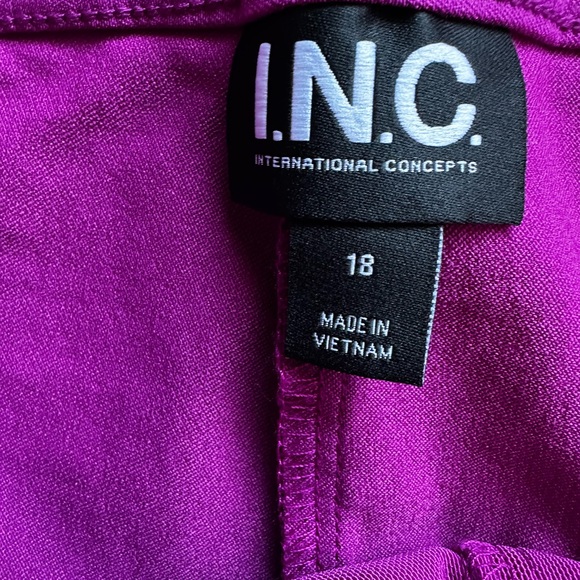 I.N.C.
INTERNATIONAL CONCEPTS
18
MADE IN
VIETNAM